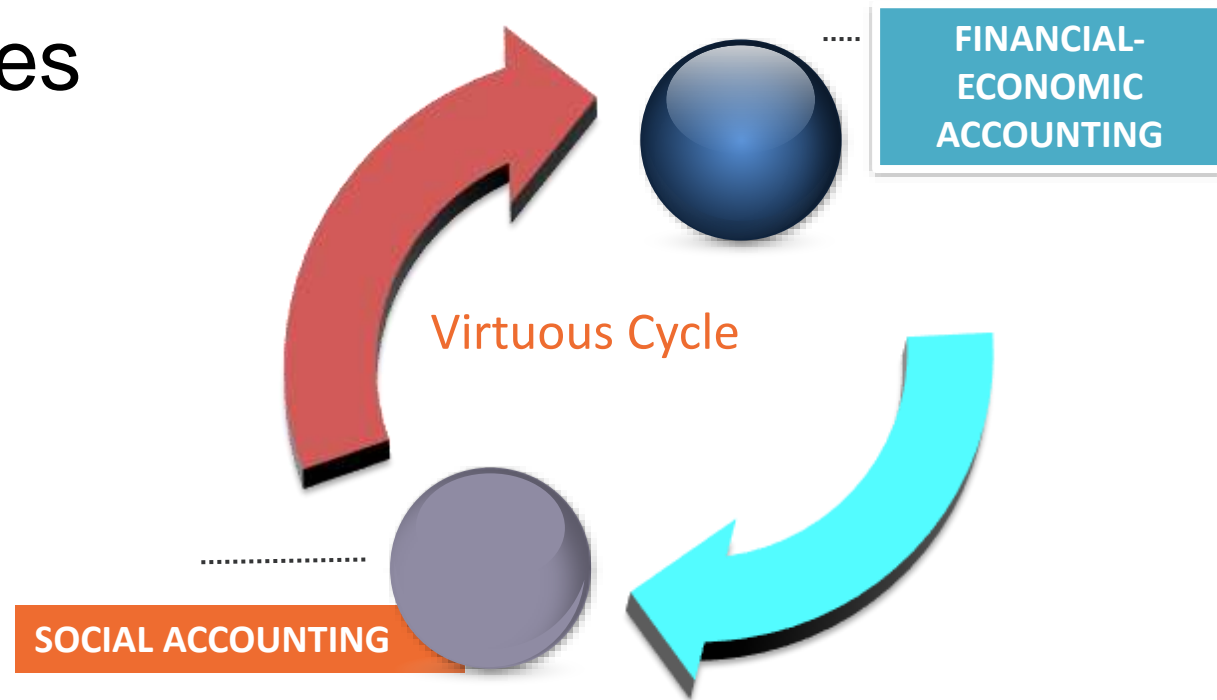 es
FINANCIAL-
ECONOMIC
ACCOUNTING
Virtuous Cycle
SOCIAL ACCOUNTING